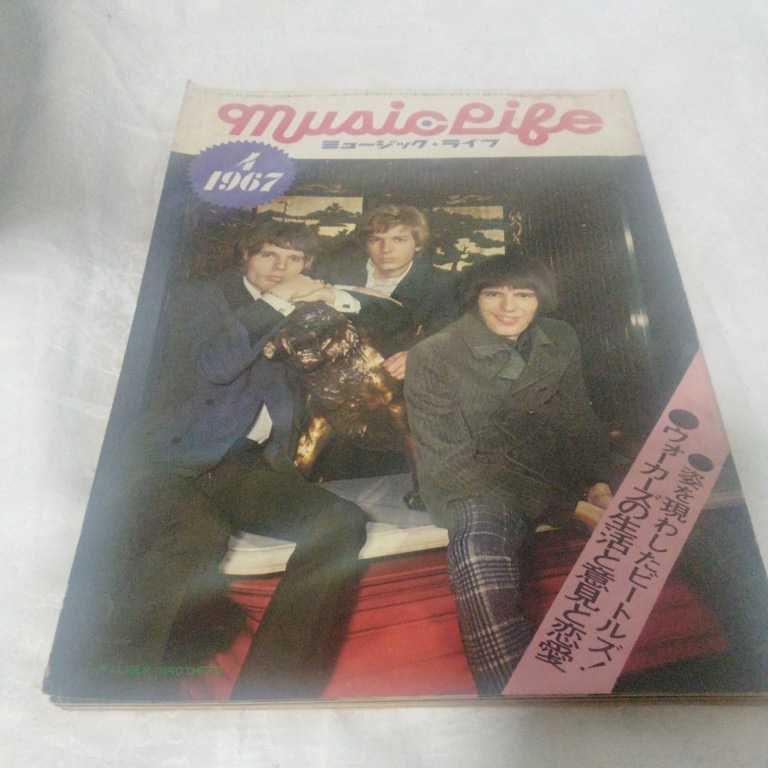 music Life
ミュージック・ライフ
4
1967
●姿を現わしたビートルズ!
●ウォーカーズの生活と意見と恋愛